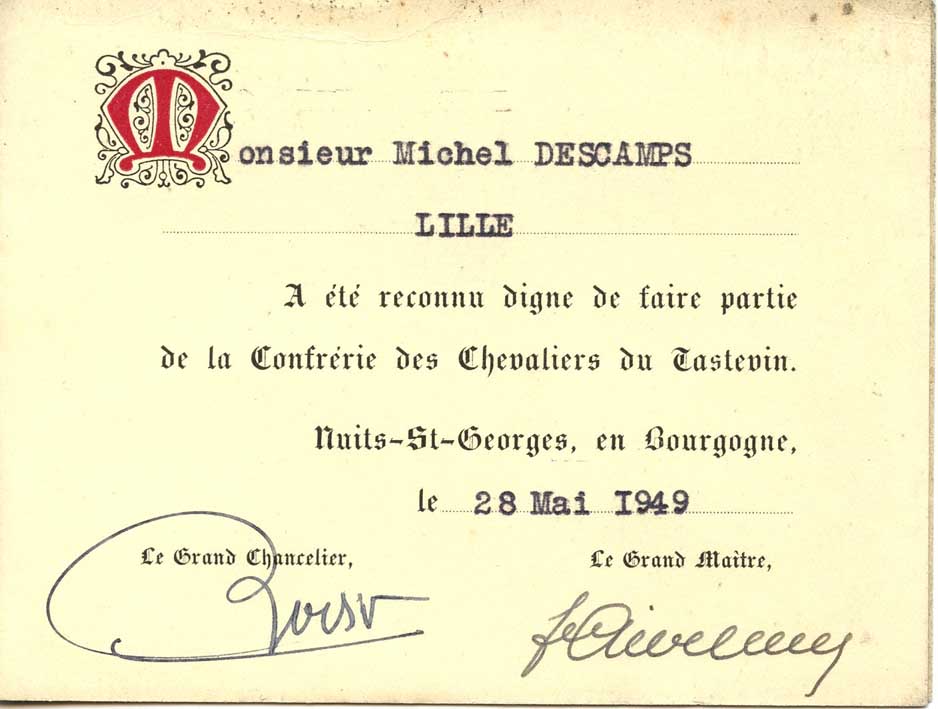 Monsieur Michel DESCAMPS
LILLE
A été reconnu digne de faire partie
de la Confrérie des Chevaliers du Tastevin.
Nuits-St-Georges, en Bourgogne,
le 28 Mai 1949
Le Grand Chancelier,
Le Grand Maître,